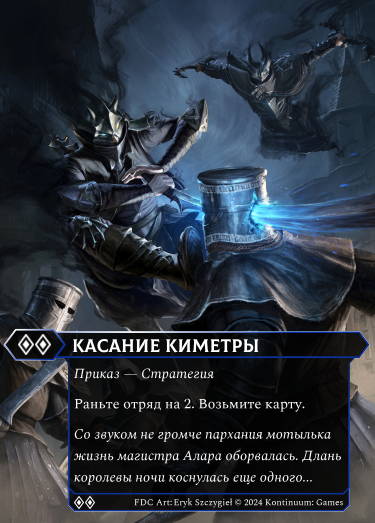 КАСАНИЕ КИМЕТРЫ
Приказ — Стратегия
Раньте отряд на 2. Возьмите карту.
Со звуком не громче пархания мотылька
жизнь магистра Алара оборвалась. Длань
королевы ночи коснулась еще одного...
FDC Art: Eryk Szczygieł © 2024 Kontinuum: Games